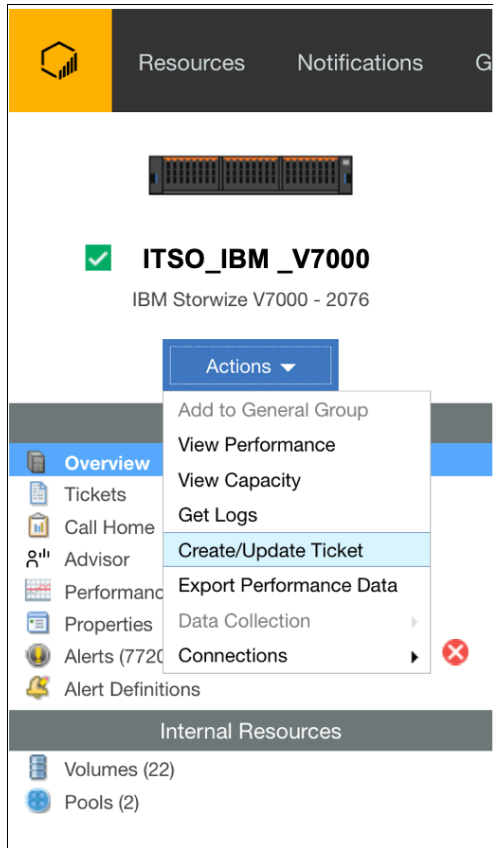 Resources Notifications G
ITSO_IBM _V7000
IBM Storwize V7000 - 2076
Actions
Add to General Group
View Performance
View Capacity
Get Logs
Create/Update Ticket
Export Performance Data
Data Collection
Connections
Overview
Tickets
Call Home
Advisor
Performanc
Properties
Alerts (7720
Alert Definitions
Internal Resources
Volumes (22)
Pools (2)